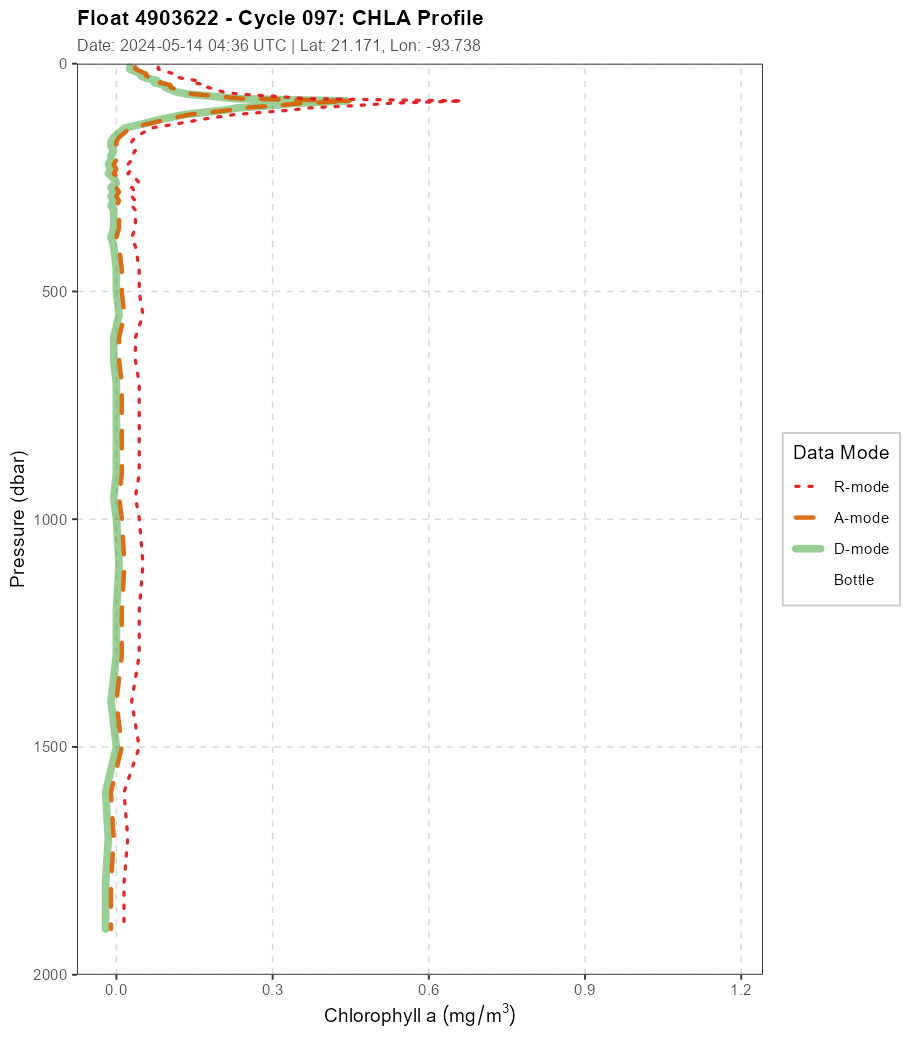 Float 4903622 - Cycle 097: CHLA Profile
Date: 2024-05-14 04:36 UTC | Lat: 21.171, Lon: -93.738
0
500
1000
1500
2000
Pressure (dbar)
0.0
0.3
0.6
0.9
1.2
Chlorophyll a (mg/m³)
Data Mode
R-mode
A-mode
D-mode
Bottle